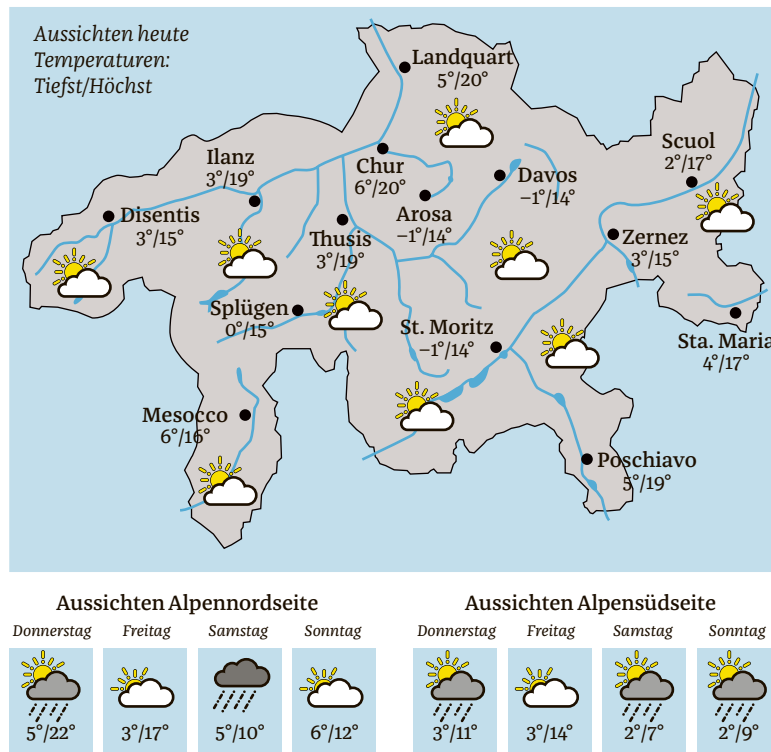 Aussichten heute
Temperaturen:
Tiefst/Höchst
Landquart
5°/20°
Scuol
2°/17°
Ilanz
3°/19°
Chur
6°/20°
Davos
−1°/14°
Arosa
−1°/14°
Disentis
3°/15°
Thusis
3°/19°
Zernez
3°/15°
Splügen
0°/15°
St. Moritz
−1°/14°
Sta. Maria
4°/17°
Mesocco
6°/16°
Poschiavo
5°/19°
Aussichten Alpennordseite
Donnerstag Freitag Samstag Sonntag
5°/22° 3°/17° 5°/10° 6°/12°
Aussichten Alpensüdseite
Donnerstag Freitag Samstag Sonntag
3°/11° 3°/14° 2°/7° 2°/9°